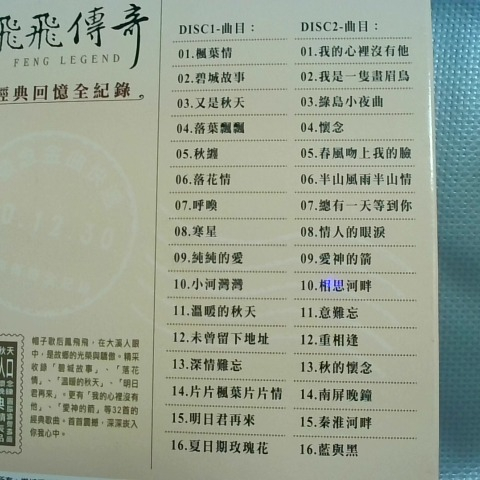 飛飛傳奇
FENG LEGEND
經典回憶全紀錄。
帽子歌后鳳飛飛，在大溪人眼
中，是故鄉的光榮與驕傲。精采
收錄「碧城故事」、「落花
情」、「溫暖的秋天」、「明日
君再來」。更有「我的心裡沒有
他」、「愛神的箭」等32首的
經典歌曲，首首震撼，深深崁入
你我心中。
DISC1-曲目：
01.楓葉情
02.碧城故事
03.又是秋天
04.落葉飄飄
05.秋纏
06.落花情
07.呼喚
08.寒星
09.純純的愛
10.小河灣灣
11.溫暖的秋天
12.未曾留下地址
13.深情難忘
14.片片楓葉片片情
15.明日君再來
16.夏日期玫瑰花
DISC2-曲目：
01.我的心裡沒有他
02.我是一隻畫眉鳥
03.綠島小夜曲
04.懷念
05.春風吻上我的臉
06.半山風雨半山情
07.總有一天等到你
08.情人的眼淚
09.愛神的箭
10.相思河畔
11.意難忘
12.重相逢
13.秋的懷念
14.南屏晚鐘
15.秦淮河畔
16.藍與黑